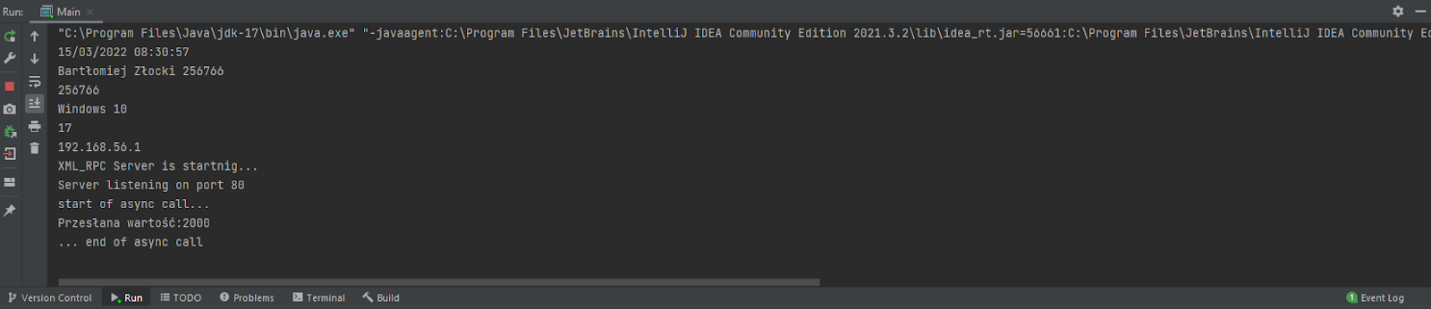 Run: Main
"C:\Program Files\Java\jdk-17\bin\java.exe" "-javaagent:C:\Program Files\JetBrains\IntelliJ IDEA Community Edition 2021.3.2\lib\idea_rt.jar=56661:C:\Program Files\JetBrains\IntelliJ IDEA Community Ed
15/03/2022 08:30:57
Bartłomiej Złocki 256766
256766
Windows 10
17
192.168.56.1
XML_RPC Server is startnig...
Server listening on port 80
start of async call...
Przesłana wartość:2000
... end of async call
Version Control Run TODO Problems Terminal Build 1 Event Log